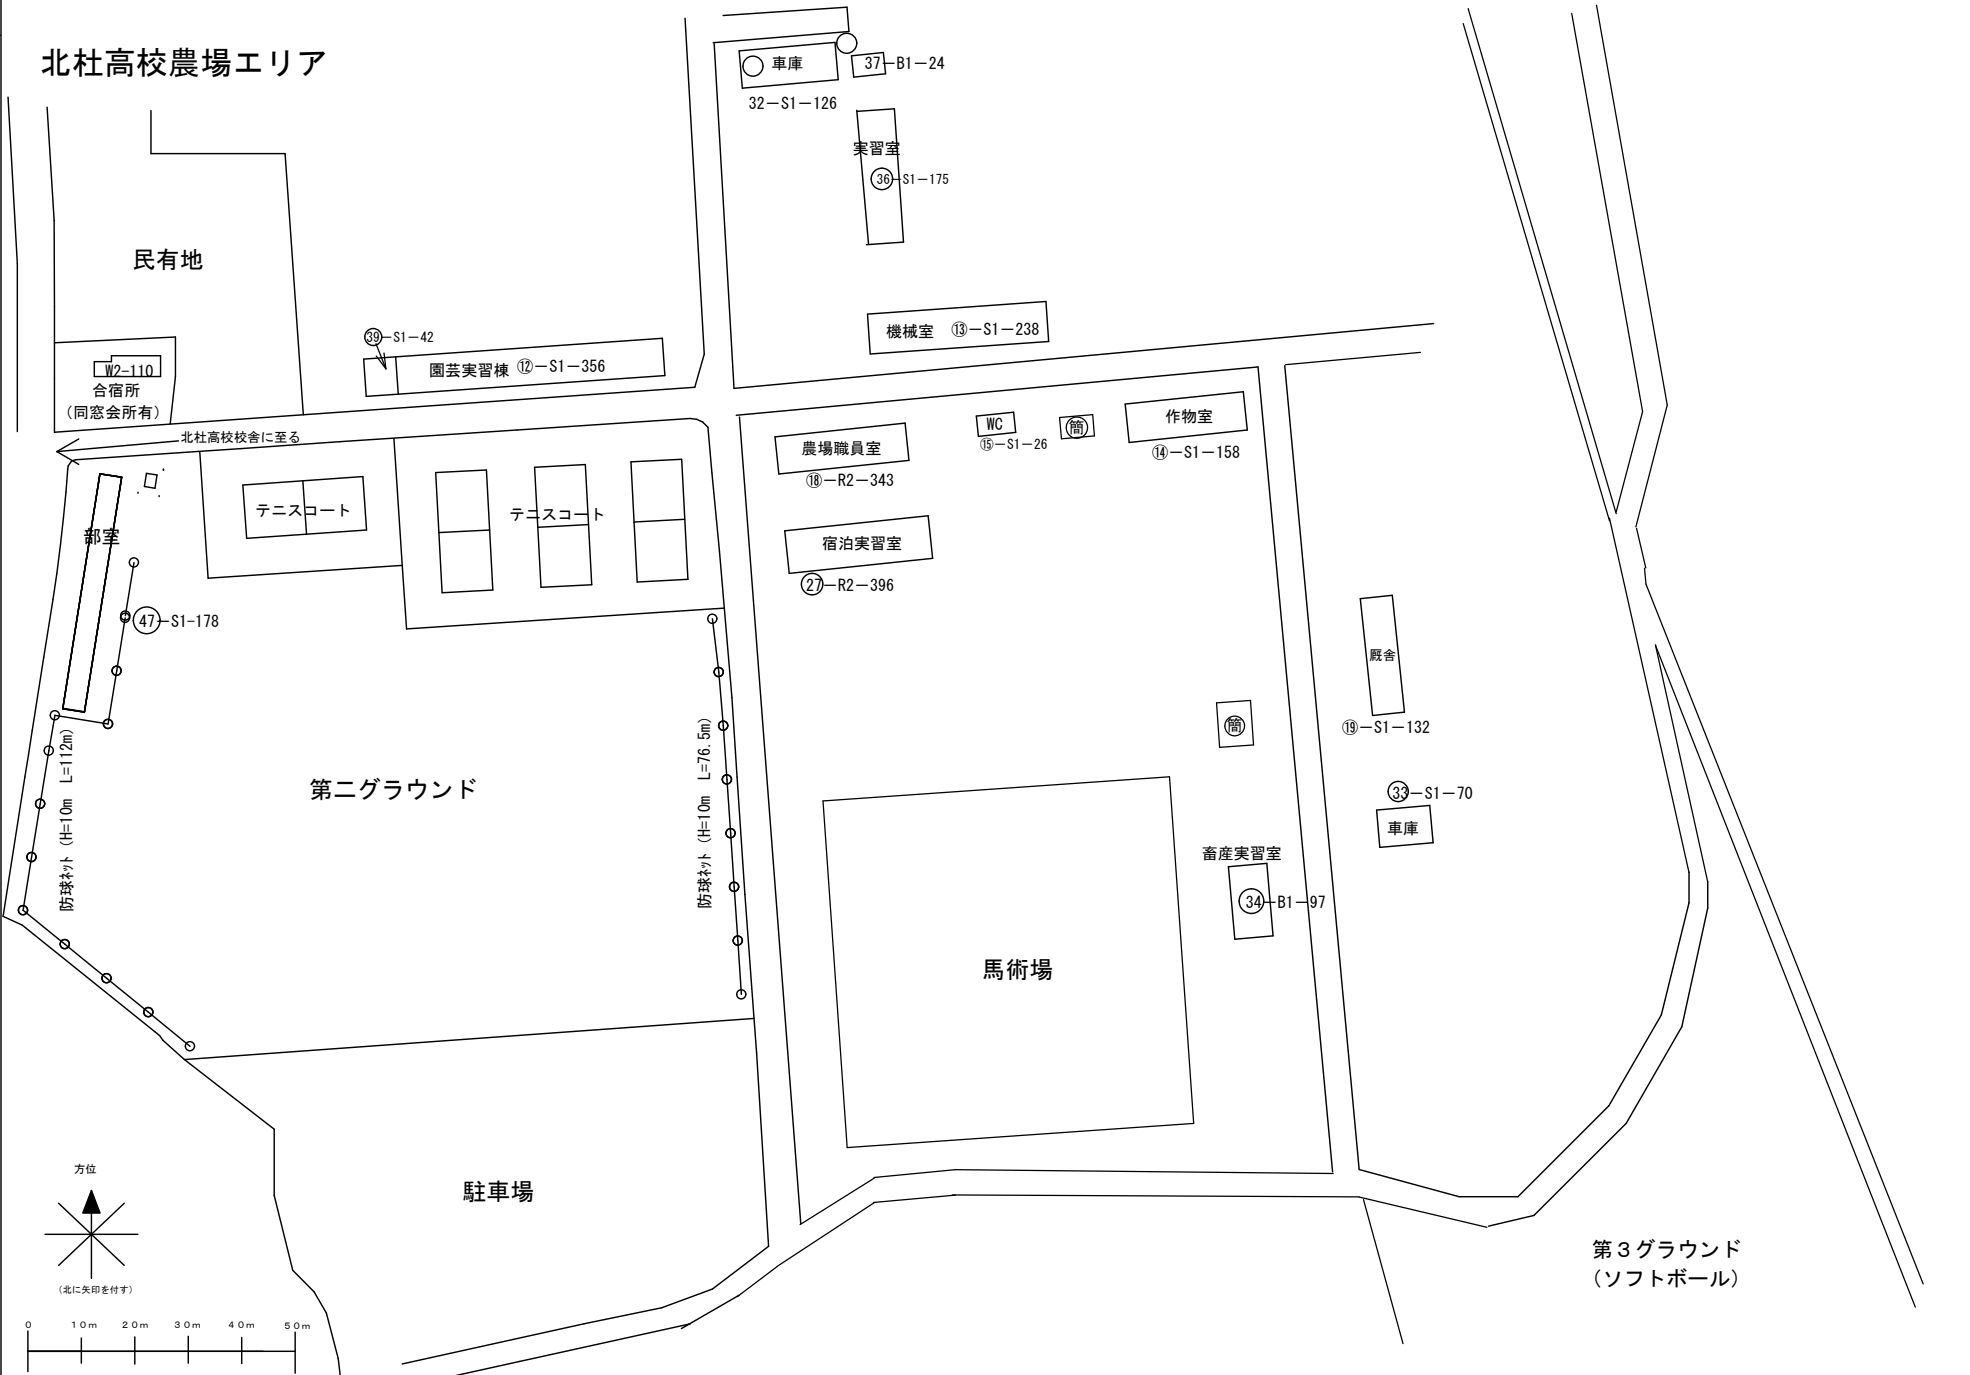 北杜高校農場エリア
車庫
37－B1－24
32－S1－126
実習室
36－S1－175
民有地
39－S1－42
園芸実習棟 ⑫－S1－356
機械室 ⑬－S1－238
W2-110
合宿所
(同窓会所有)
北杜高校校舎に至る
農場職員室
⑱－R2－343
WC
⑮－S1－26
簡
作物室
⑭－S1－158
部室
テニスコート
テニスコート
宿泊実習室
27－R2－396
47－S1-178
厩舎
⑲－S1－132
簡
防球ﾈｯﾄ (H=10m L=112m)
第二グラウンド
防球ﾈｯﾄ (H=10m L=76.5m)
33－S1－70
車庫
畜産実習室
34－B1－97
馬術場
方位
(北に矢印を付す)
駐車場
第３グラウンド
(ソフトボール)
0 10m 20m 30m 40m 50m